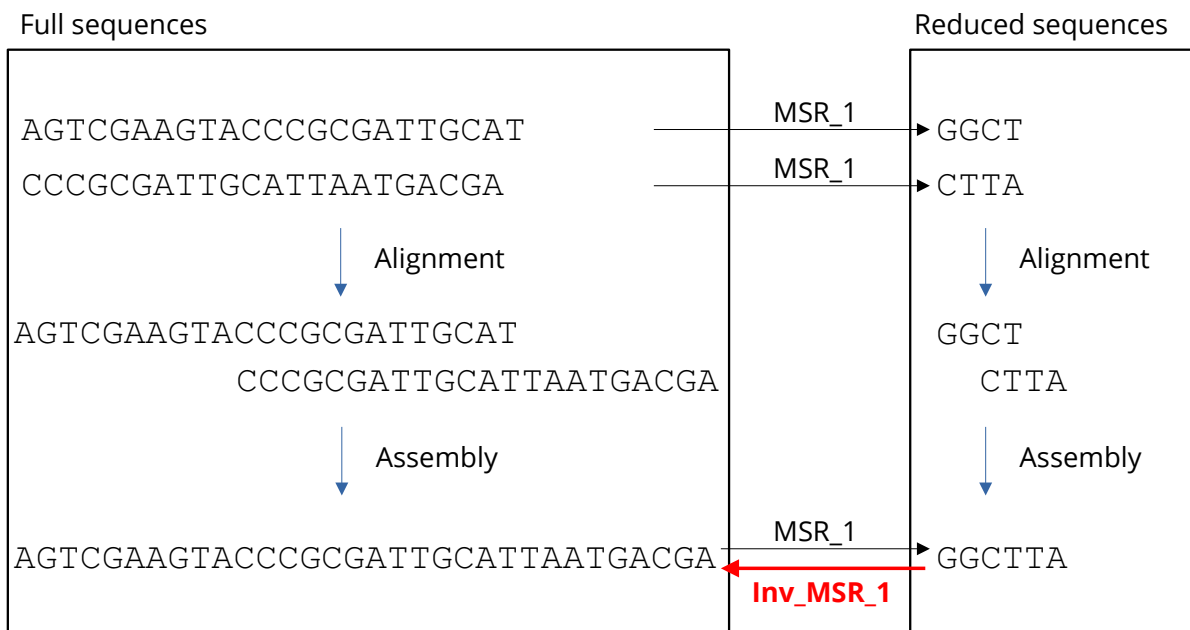 Full sequences
Reduced sequences
AGTCGAAGTACCCGCGATTGCAT
MSR_1
GGCT
CCCGCGATTGCATTAATGACGA
MSR_1
CTTA
Alignment
Alignment
AGTCGAAGTACCCGCGATTGCAT
GGCT
CCCGCGATTGCATTAATGACGA
CTTA
Assembly
Assembly
MSR_1
AGTCGAAGTACCCGCGATTGCATTAATGACGA
GGCTTA
Inv_MSR_1